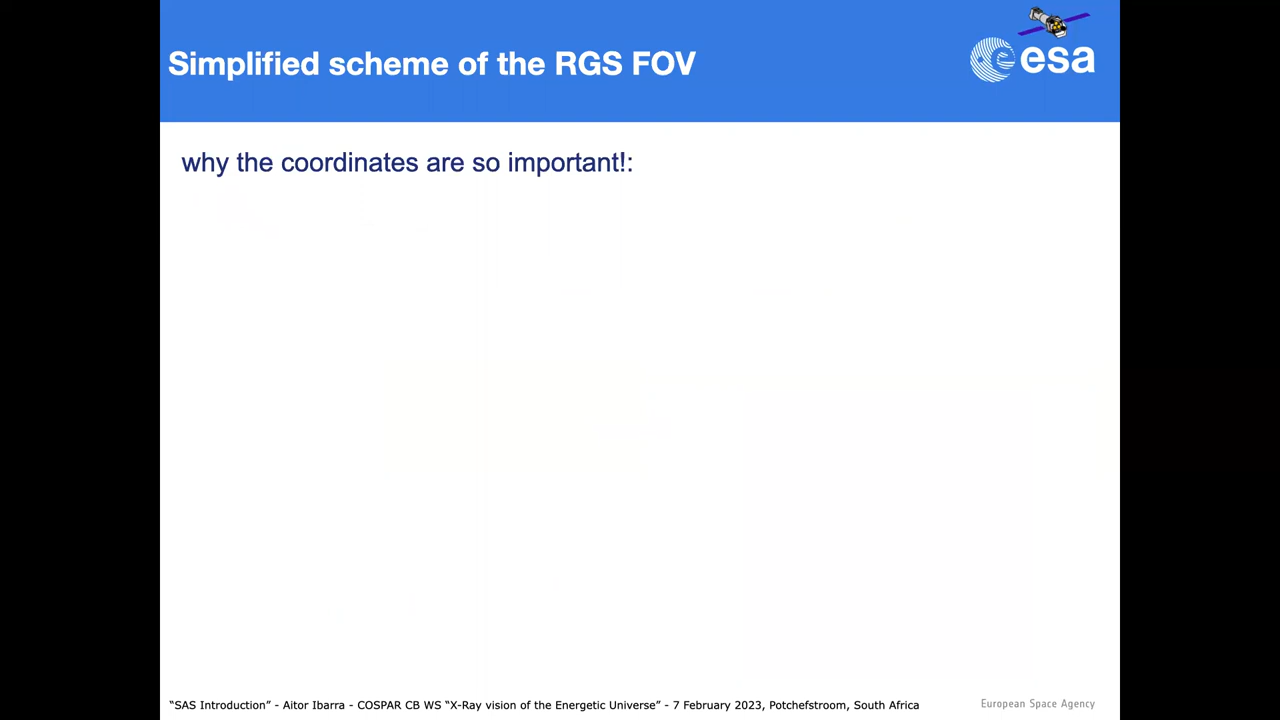 Simplified scheme of the RGS FOV
esa
why the coordinates are so important!:
“SAS Introduction” - Aitor Ibarra - COSPAR CB WS “X-Ray vision of the Energetic Universe” - 7 February 2023, Potchefstroom, South Africa
European Space Agency